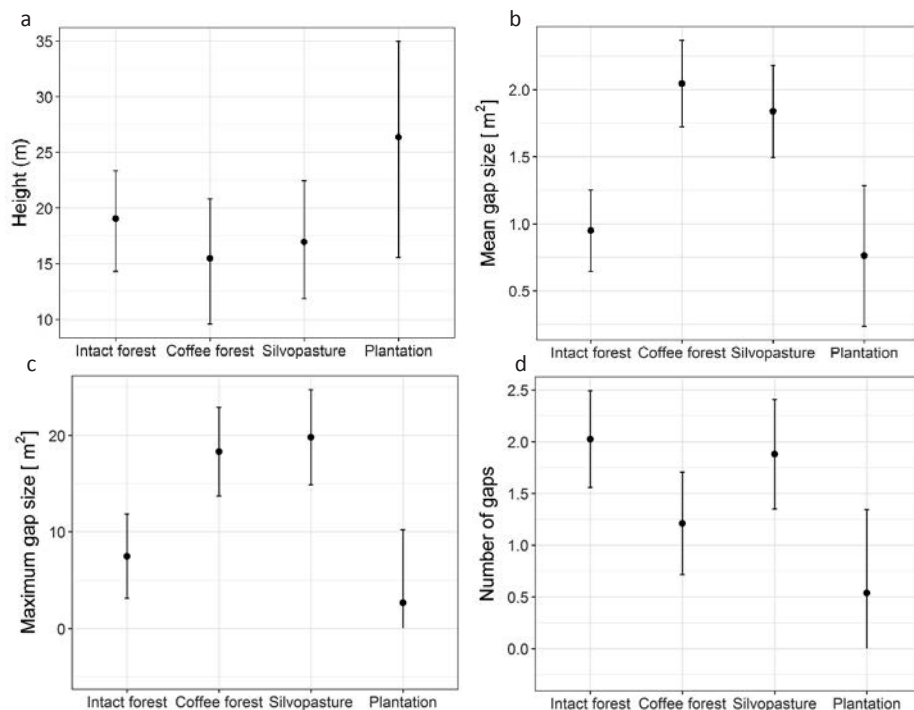 a
Height (m)
35
30
25
20
15
10
Intact forest Coffee forest Silvopasture Plantation
b
Mean gap size [ m²]
2.0
1.5
1.0
0.5
Intact forest Coffee forest Silvopasture Plantation
c
Maximum gap size [ m²]
20
10
0
Intact forest Coffee forest Silvopasture Plantation
d
Number of gaps
2.5
2.0
1.5
1.0
0.5
0.0
Intact forest Coffee forest Silvopasture Plantation